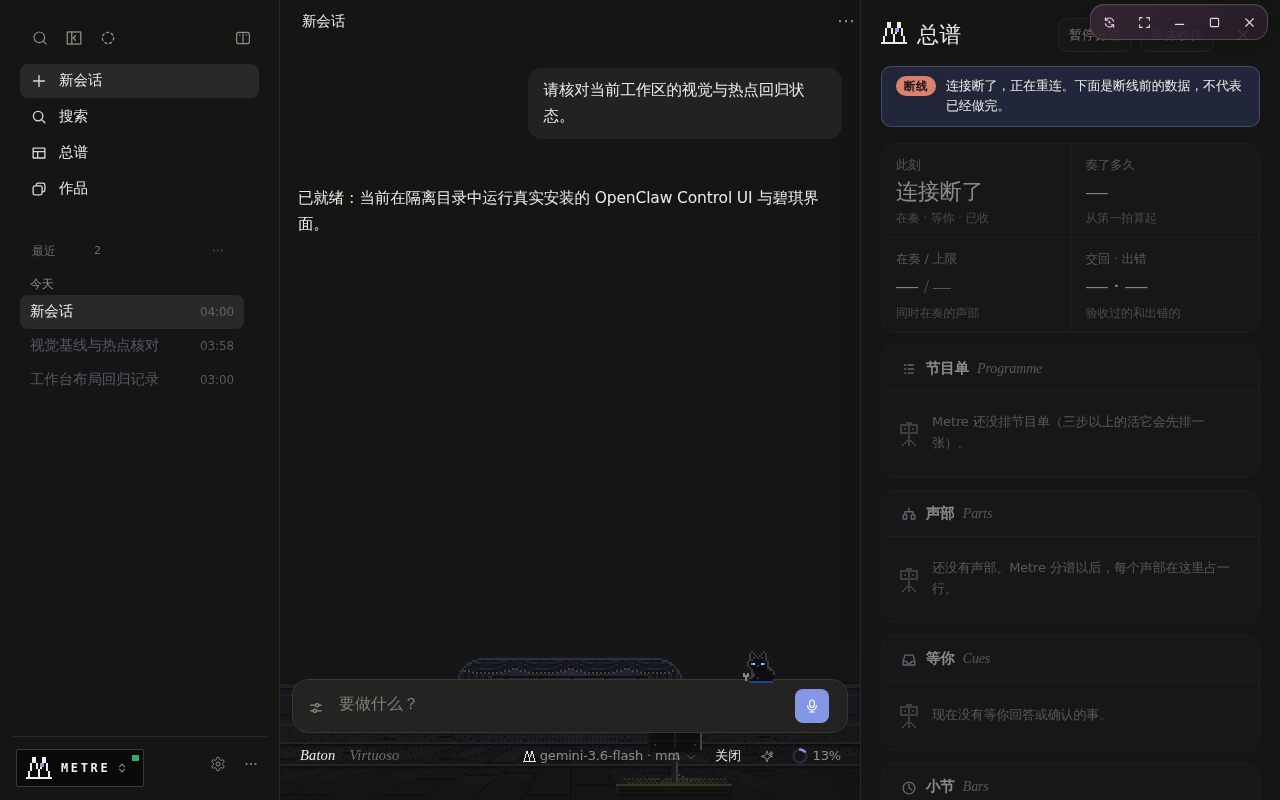 新会话
搜索
总谱
作品
最近 2
今天
新会话 04:00
视觉基线与热点核对 03:58
工作台布局回归记录 03:00
METRE
新会话
请核对当前工作区的视觉与热点回归状
态。
已就绪：当前在隔离目录中运行真实安装的 OpenClaw Control UI 与碧琪界
面。
要做什么？
Baton Virtuoso
gemini-3.6-flash · mm
关闭
13%
总谱
断线
连接断了，正在重连。下面是断线前的数据，不代表
已经做完。
此刻
连接断了
在奏 · 等你 · 已收
奏了多久
—
从第一拍算起
在奏 / 上限
— / —
同时在奏的声部
交回 · 出错
— · —
验收过的和出错的
节目单 Programme
Metre 还没排节目单（三步以上的活它会先排一
张）。
声部 Parts
还没有声部。Metre 分谱以后，每个声部在这里占一
行。
等你 Cues
现在没有等你回答或确认的事。
小节 Bars